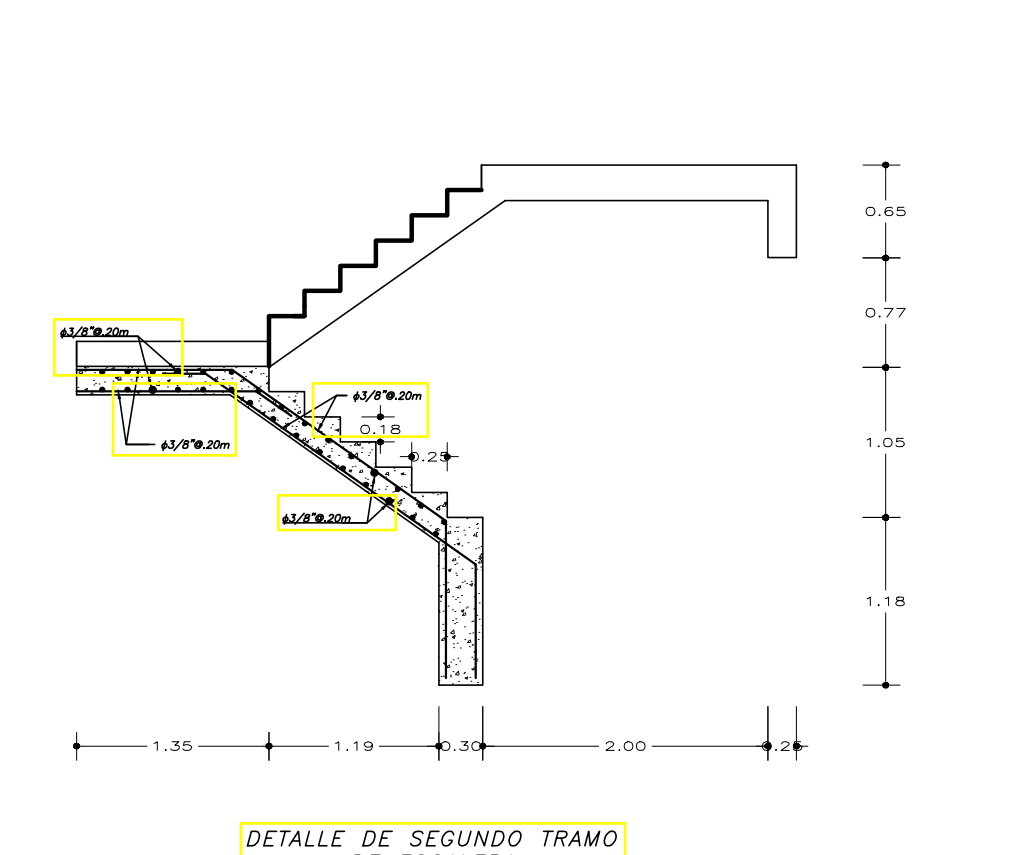 0.65
0.77
ϕ3/8"@.20m
ϕ3/8"@.20m
0.18
ϕ3/8"@.20m
1.05
0.25
ϕ3/8"@.20m
1.18
1.35
1.19
0.30
2.00
0.25
DETALLE DE SEGUNDO TRAMO
DE ESCALERA